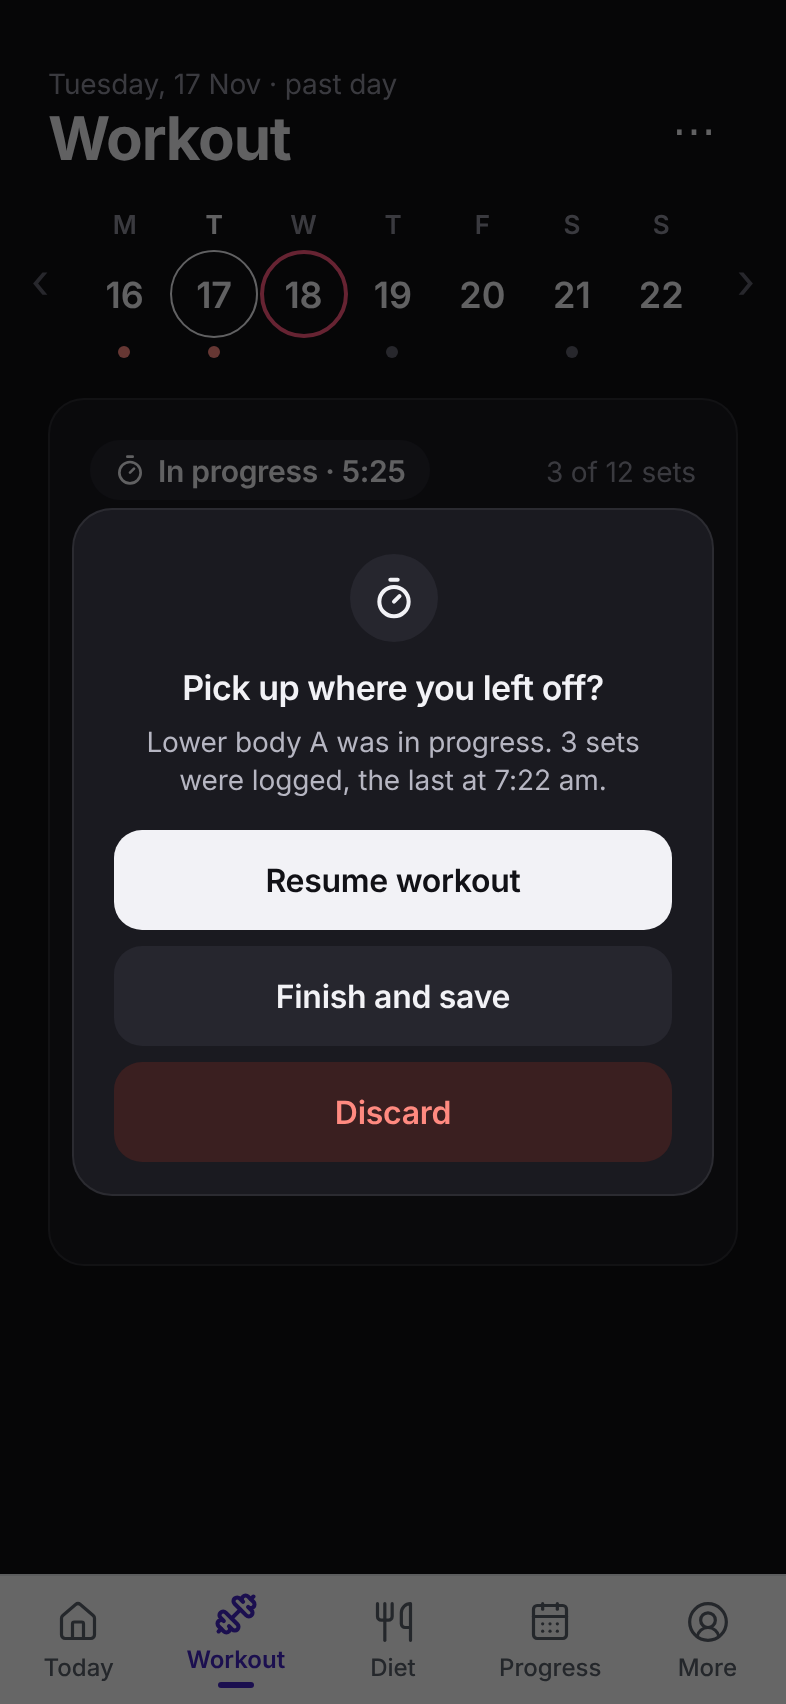 Tuesday, 17 Nov · past day
Workout
M T W T F S S
16 17 18 19 20 21 22
In progress · 5:25
3 of 12 sets
Pick up where you left off?
Lower body A was in progress. 3 sets
were logged, the last at 7:22 am.
Resume workout
Finish and save
Discard
Today Workout Diet Progress More